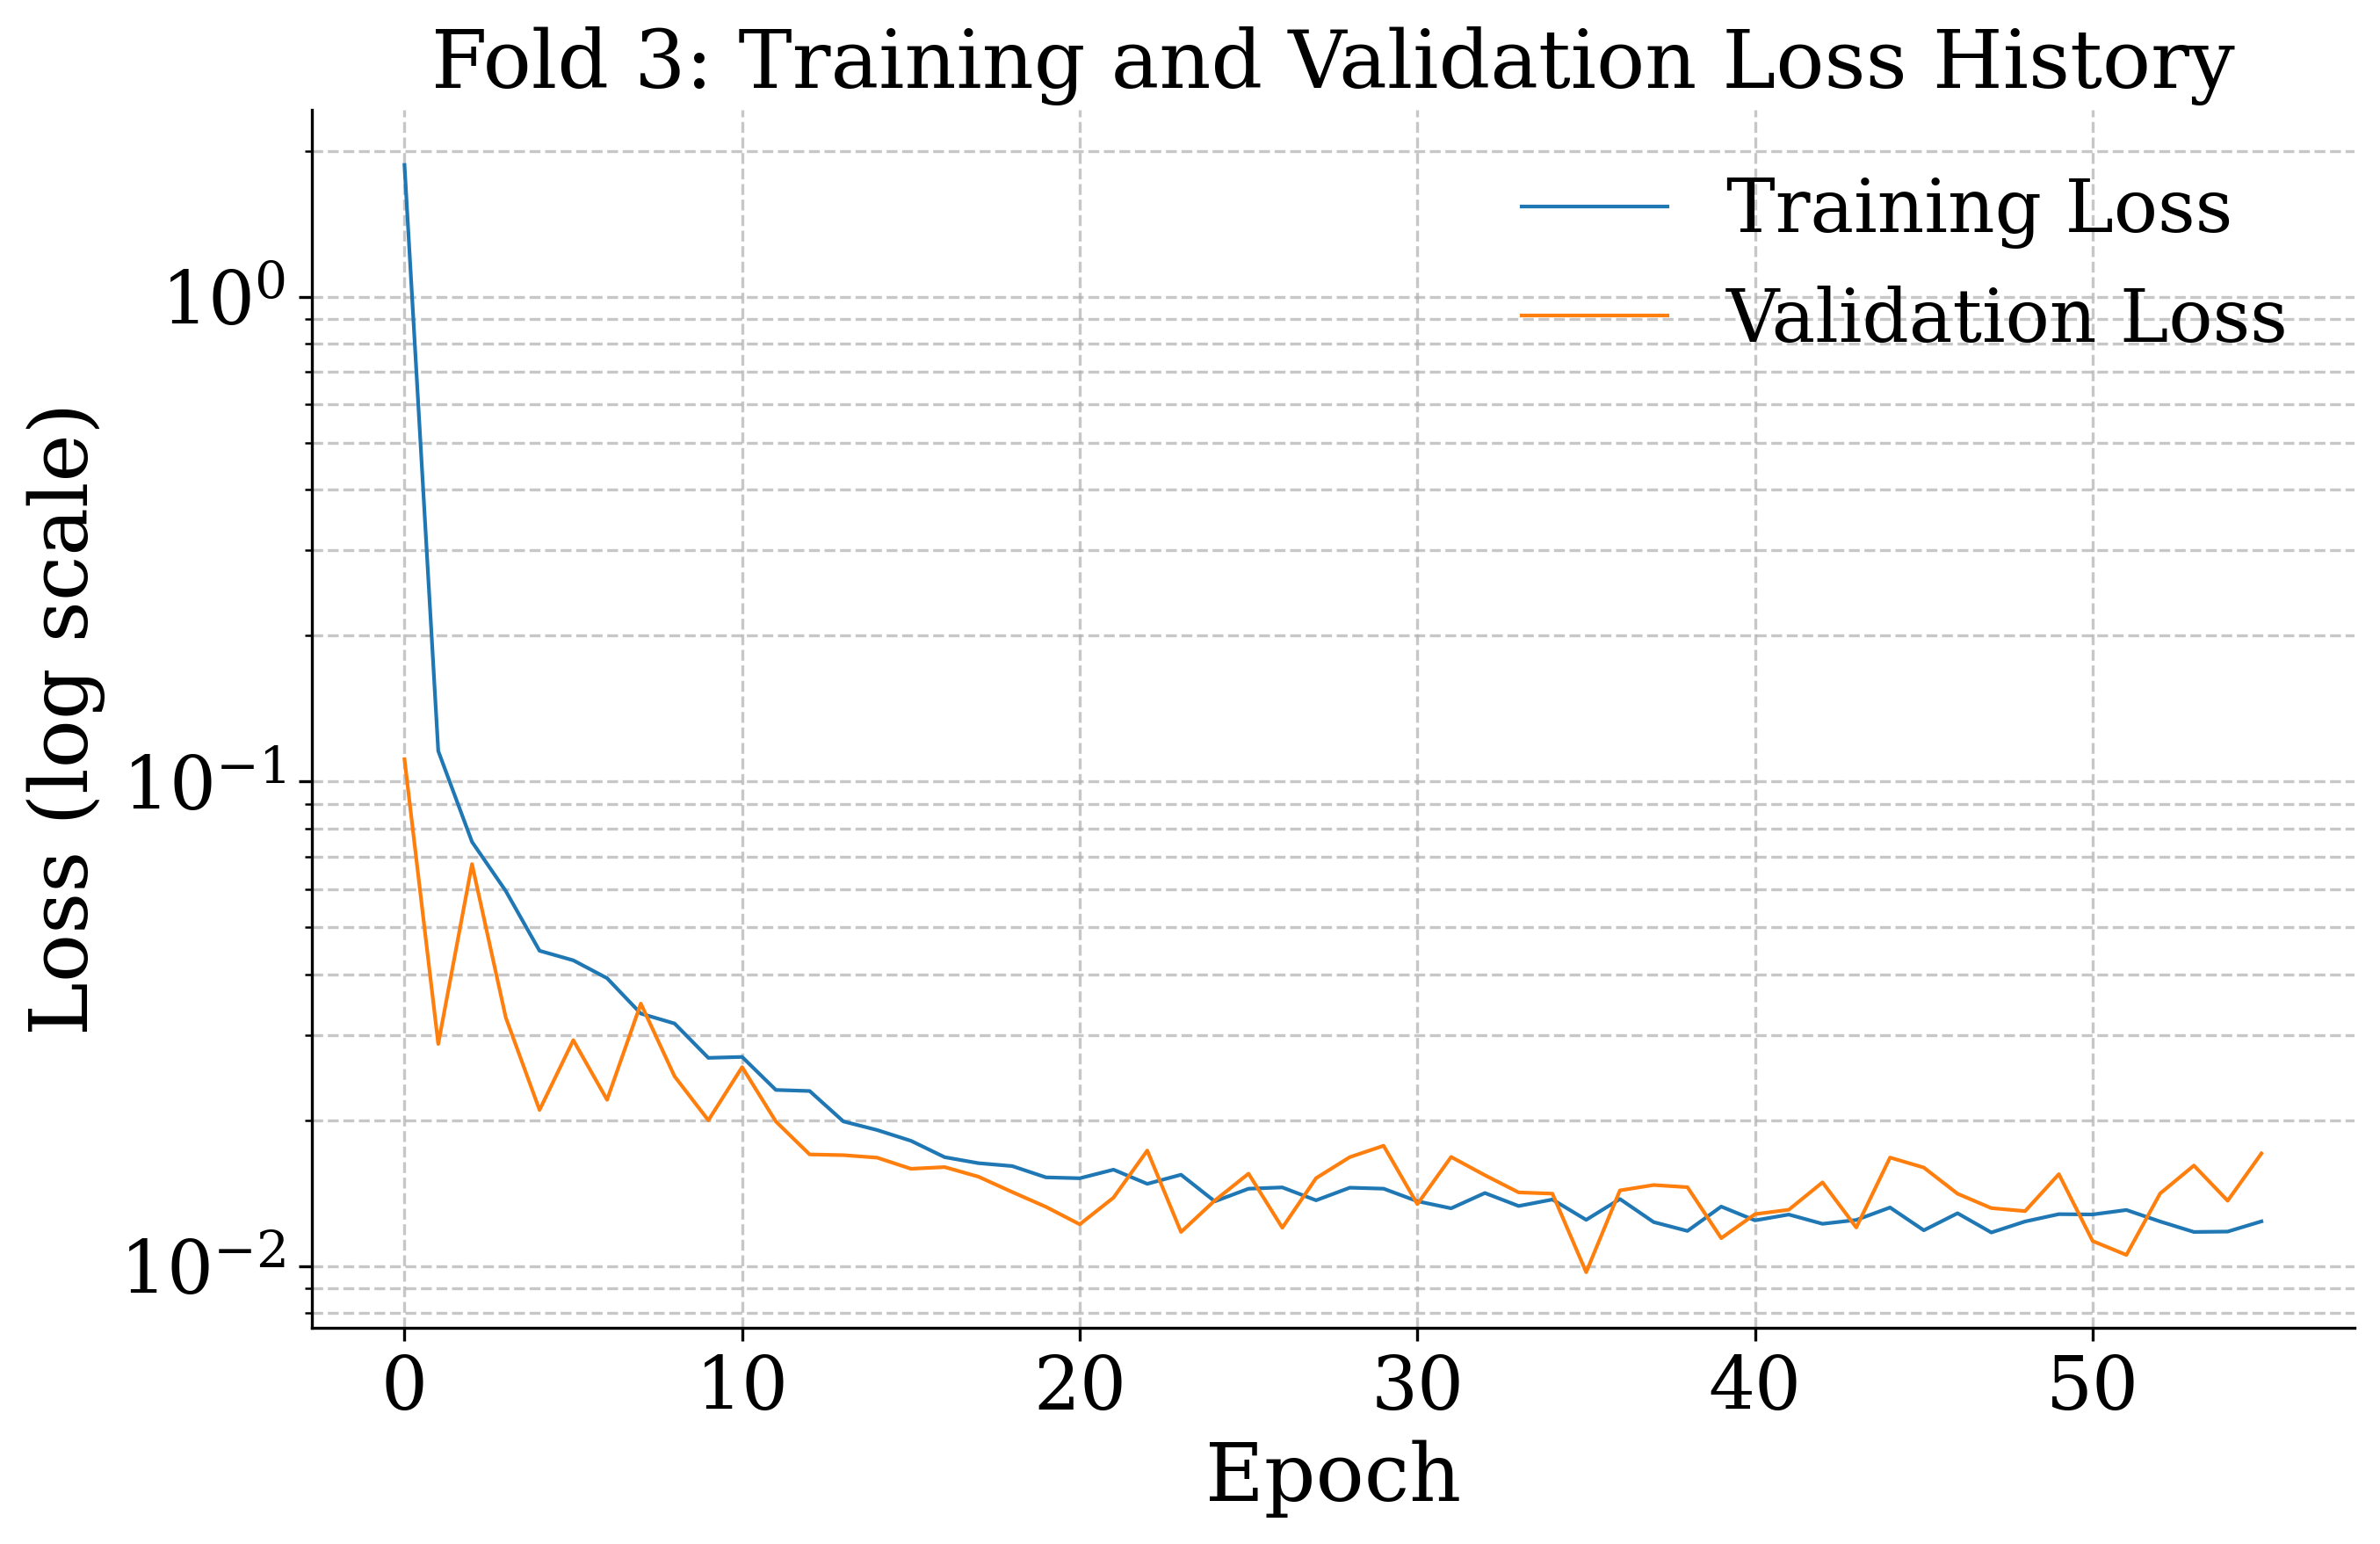 Fold 3: Training and Validation Loss History
Training Loss
Validation Loss
Loss (log scale)
10⁰
10⁻¹
10⁻²
0 10 20 30 40 50
Epoch